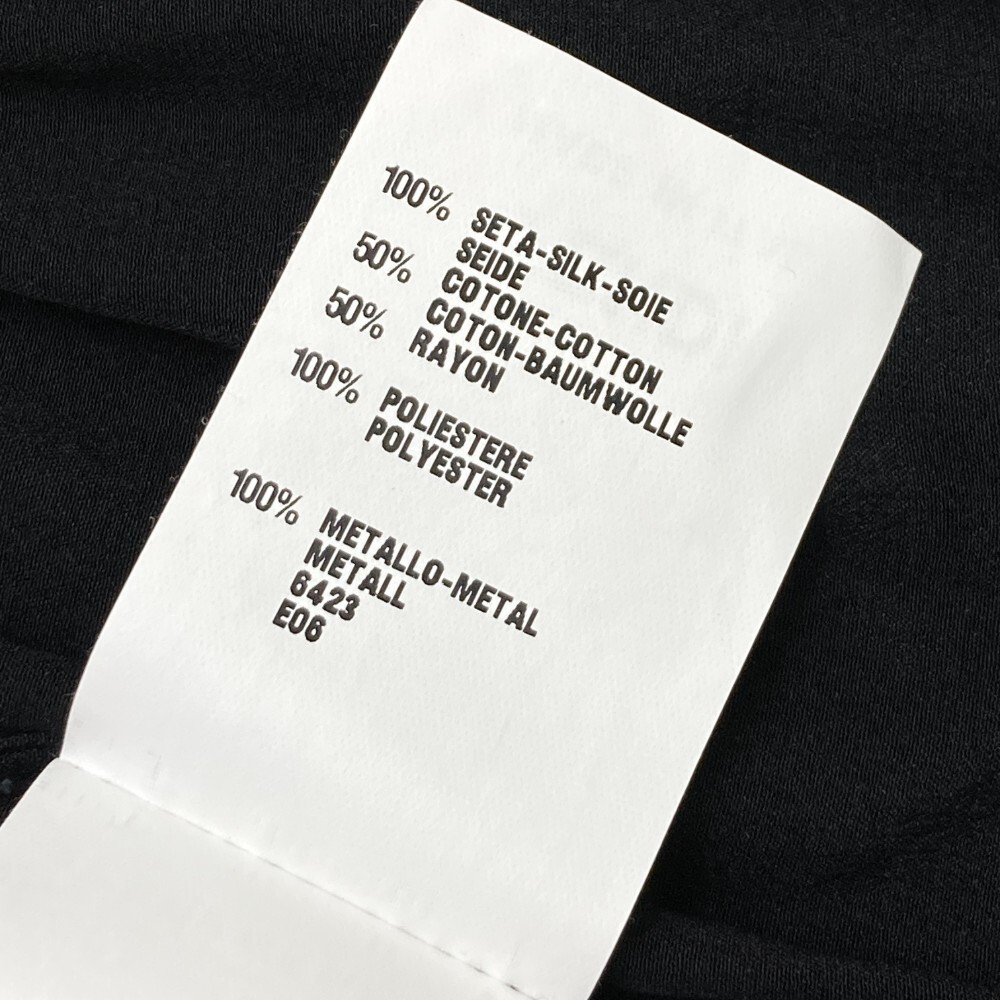 100% SETA-SILK-SOIE
SEIDE
50% COTONE-COTTON
COTON-BAUMWOLLE
50% RAYON
100% POLIESTERE
POLYESTER
100% METALLO-METAL
METALL
6423
E06